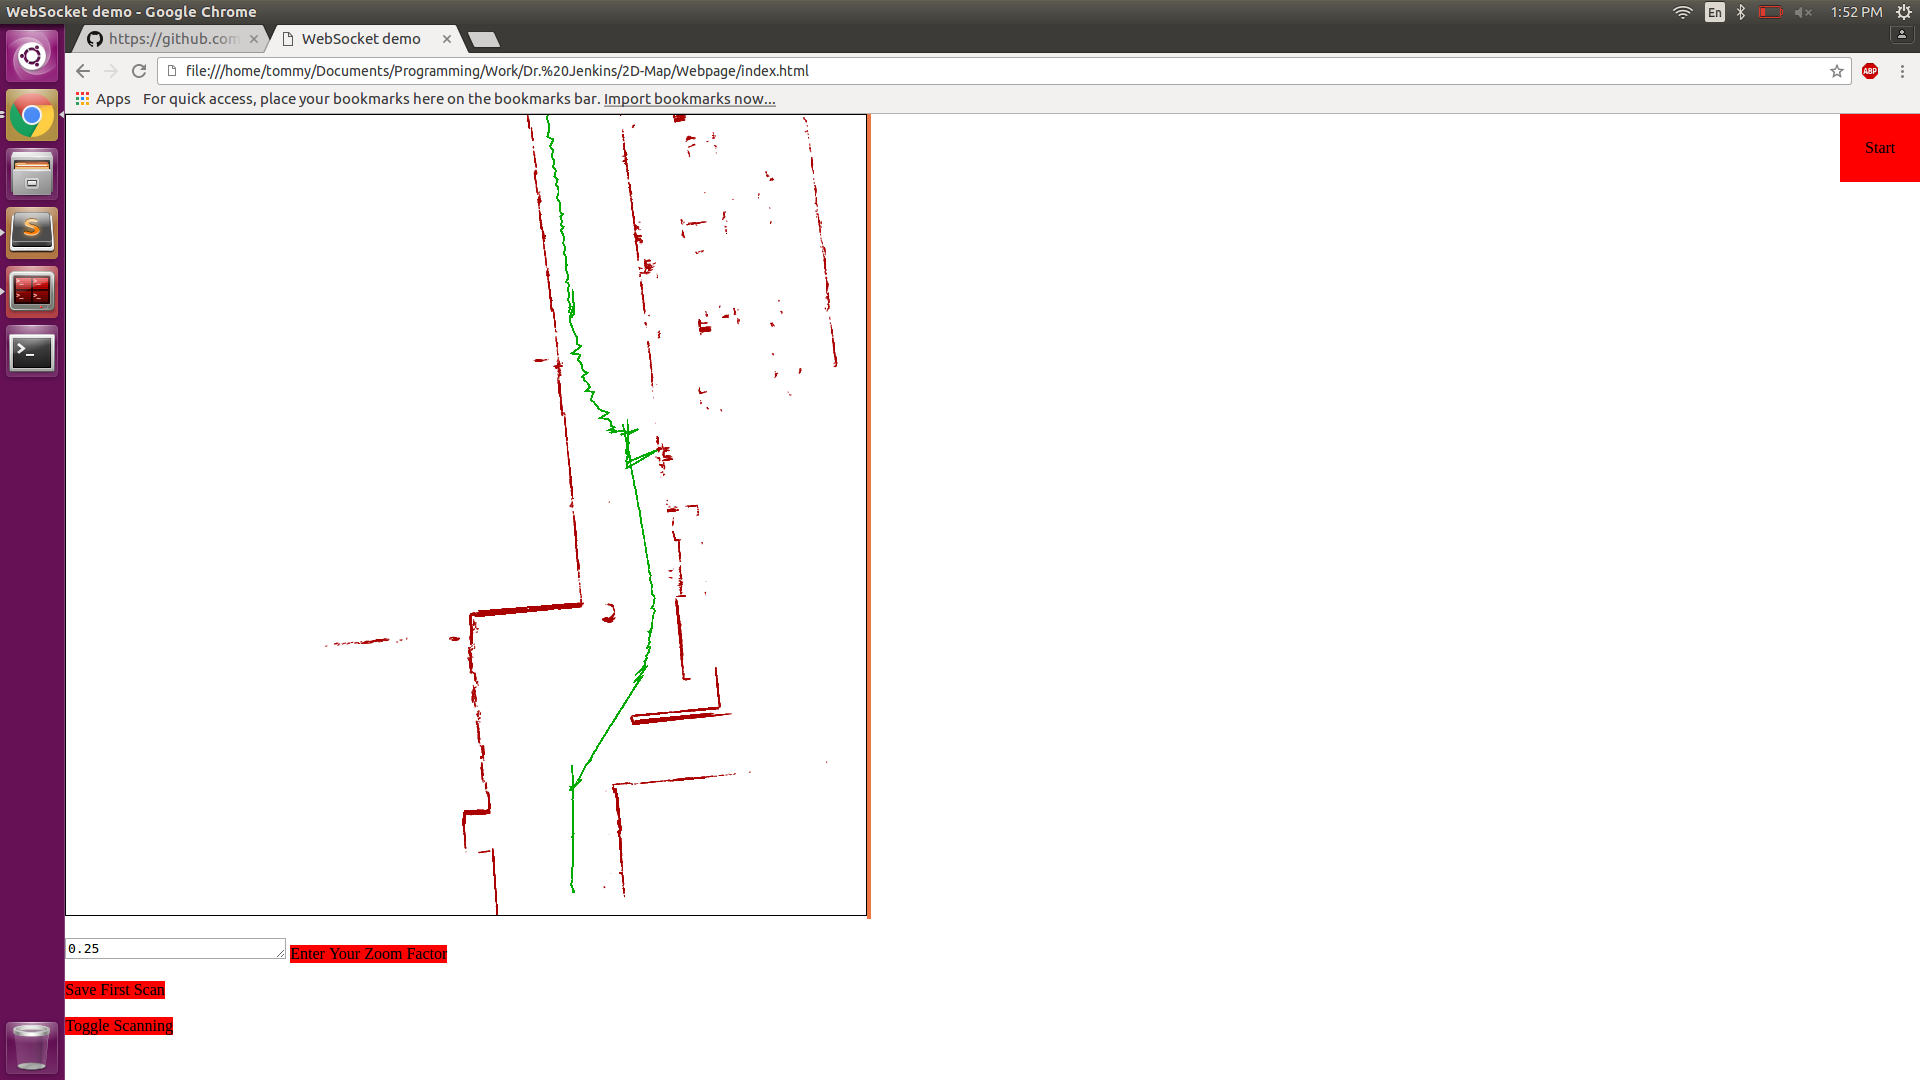 WebSocket demo - Google Chrome
En
1:52 PM
https://github.com
WebSocket demo
file:///home/tommy/Documents/Programming/Work/Dr.%20Jenkins/2D-Map/Webpage/index.html
ABP
Apps
For quick access, place your bookmarks here on the bookmarks bar. Import bookmarks now...
Start
0.25
Enter Your Zoom Factor
Save First Scan
Toggle Scanning